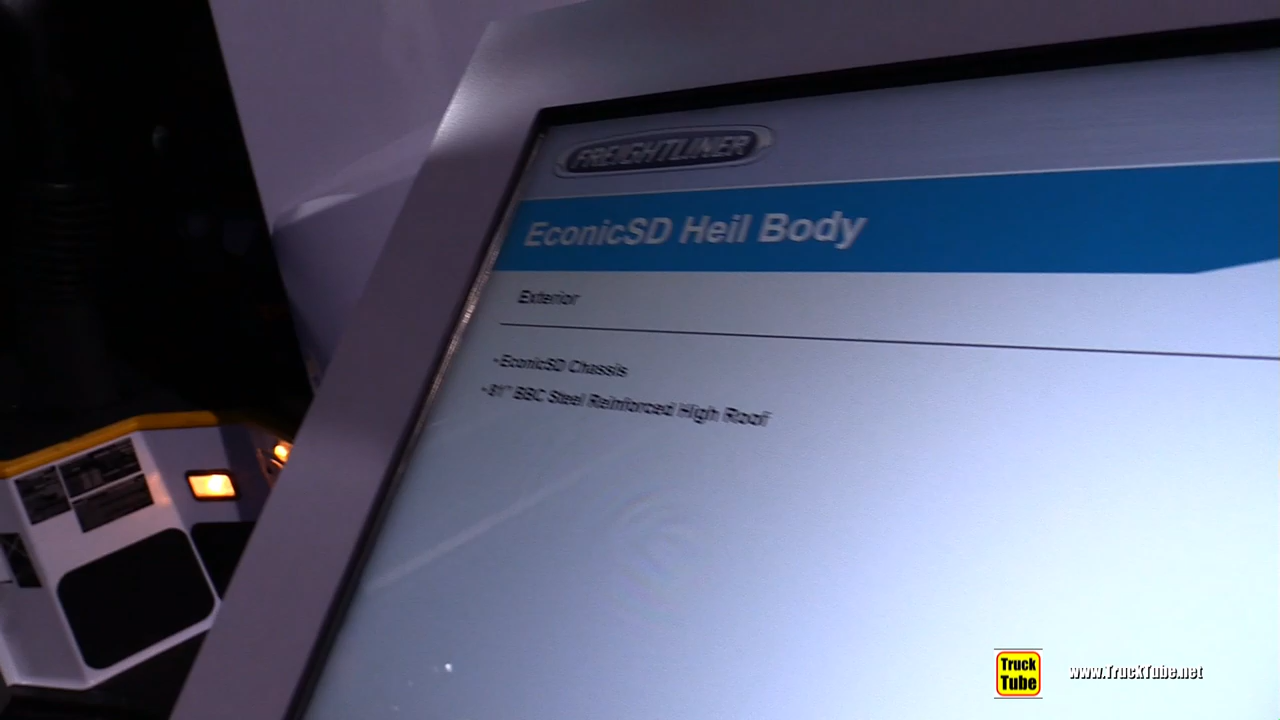 FREIGHTLINER
EconicSD Heil Body
Exterior
- EconicSD Chassis
- 81" BBC Steel Reinforced High Roof
Truck
Tube
www.TruckTube.net